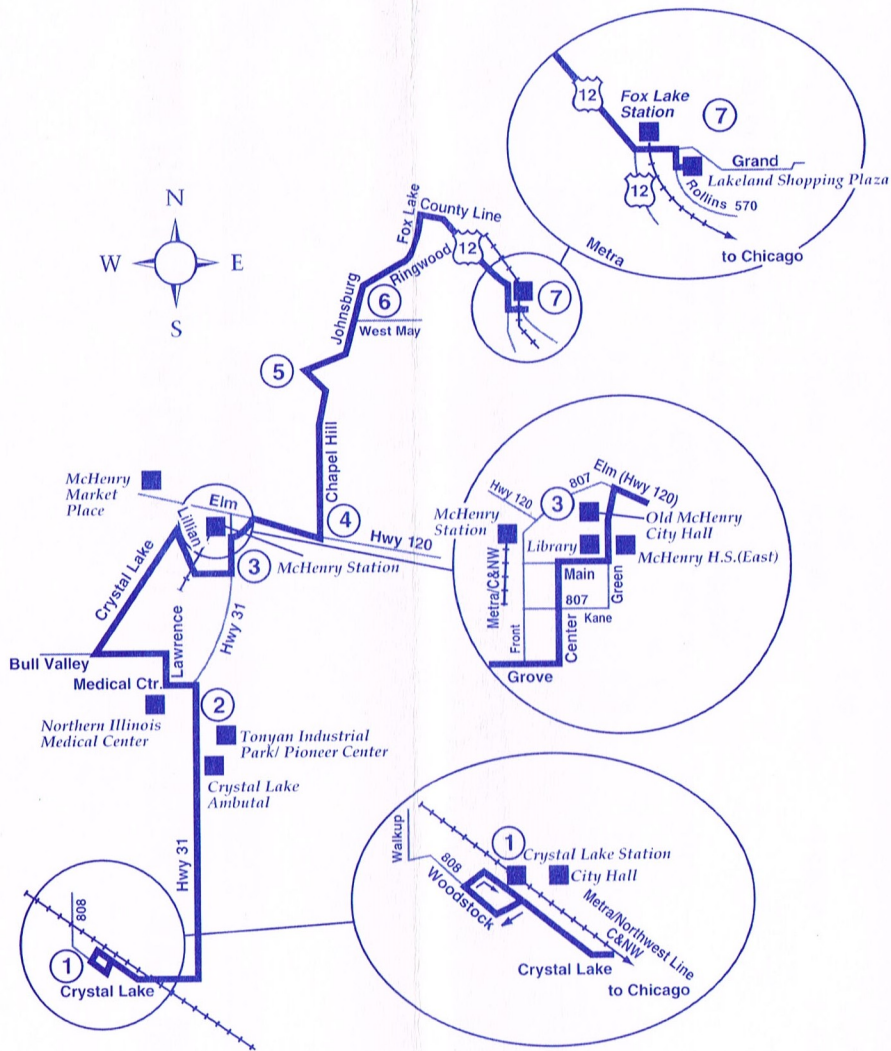 12
Fox Lake
Station
7
Grand
12
Lakeland Shopping Plaza
Rollins 570
Metra
to Chicago
N
W
E
S
Fox Lake
County Line
Ringwood
12
7
Johnsburg
6
West May
5
Chapel Hill
McHenry
Market
Place
Elm
Lillian
4
Hwy 120
3
McHenry Station
Crystal Lake
Lawrence
Hwy 31
Bull Valley
Medical Ctr.
2
Northern Illinois
Medical Center
Tonyan Industrial
Park/ Pioneer Center
Crystal Lake
Ambutal
Hwy 31
Hwy 120
807
Elm (Hwy 120)
3
McHenry
Station
Old McHenry
City Hall
Library
McHenry H.S.(East)
Metra/C&NW
Main
Green
807
Kane
Front
Center
Grove
808
1
Crystal Lake
Walkup
808
Woodstock
1
Crystal Lake Station
City Hall
Metra/Northwest Line
C&NW
Crystal Lake
to Chicago